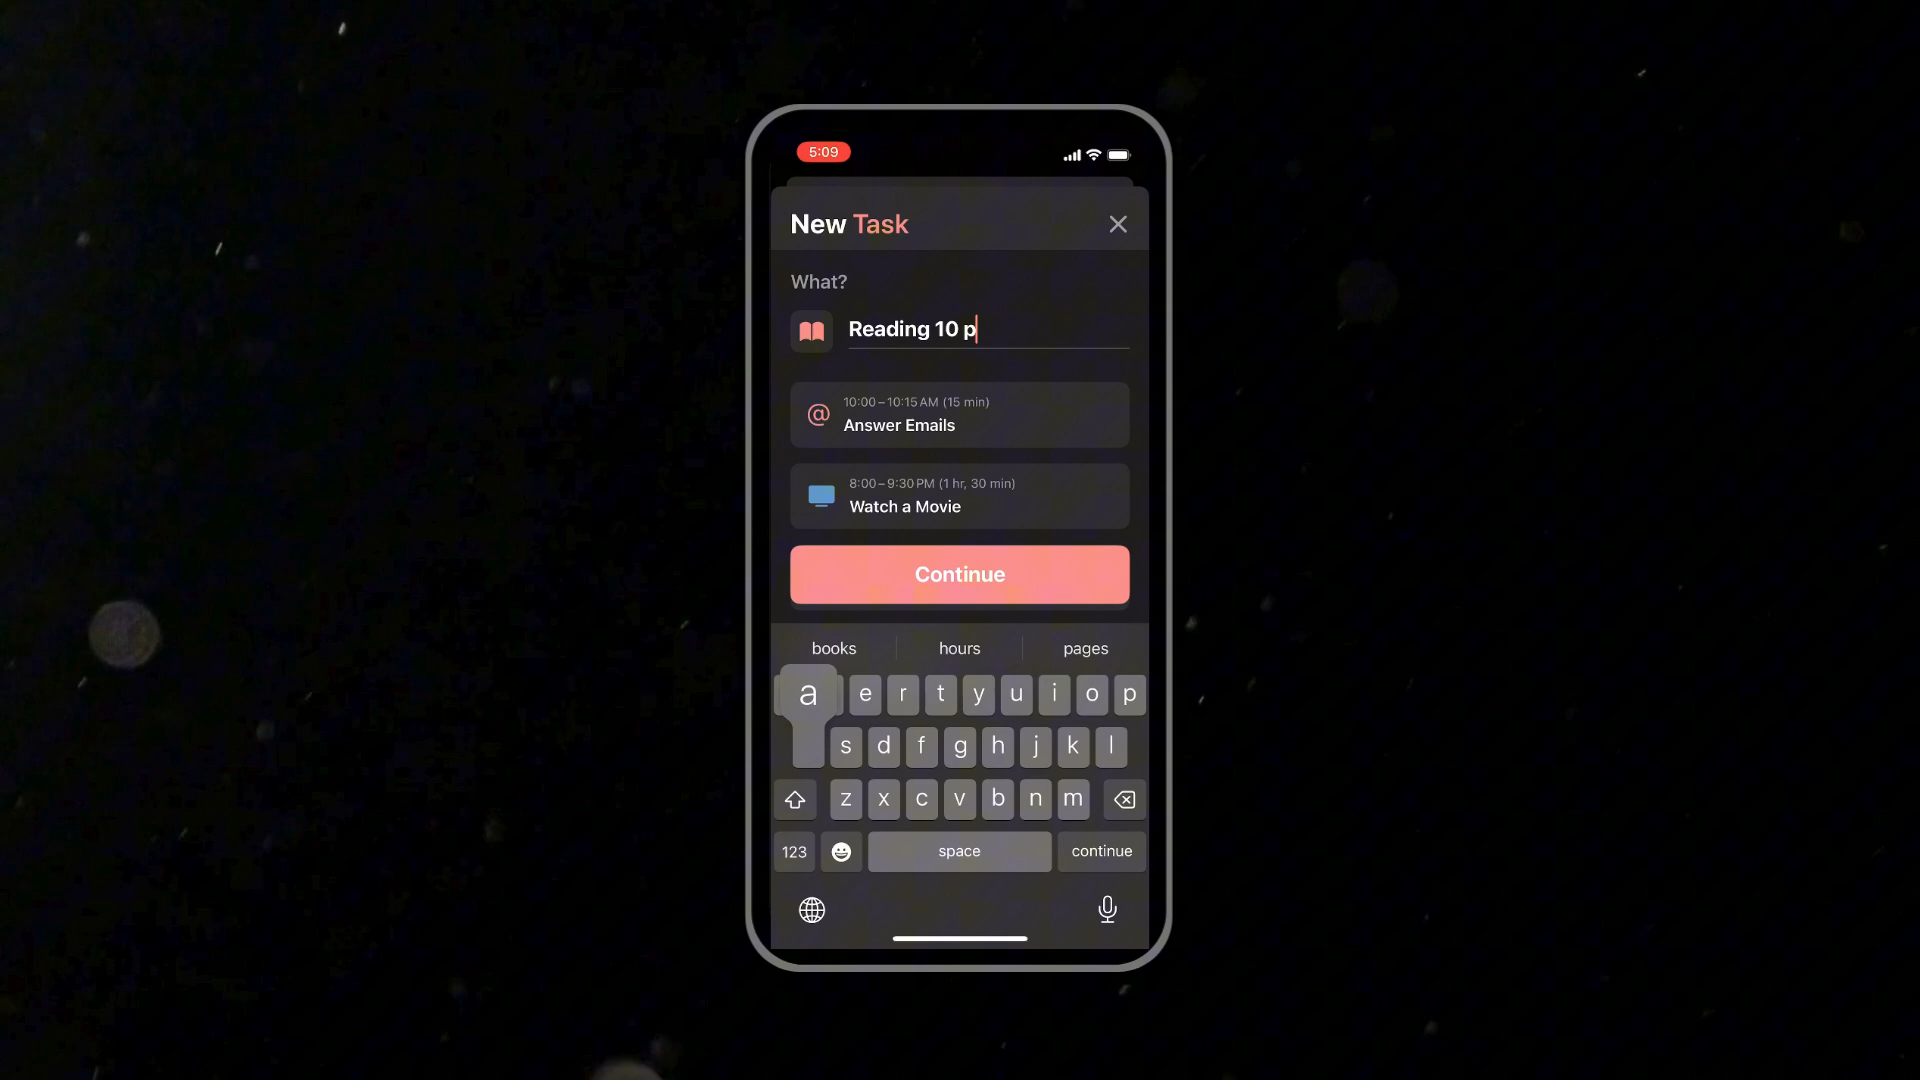 5:09
New Task
What?
Reading 10 p
10:00–10:15 AM (15 min)
@
Answer Emails
8:00–9:30 PM (1 hr, 30 min)
Watch a Movie
Continue
books hours pages
a e r t y u i o p
s d f g h j k l
z x c v b n m
123 space continue